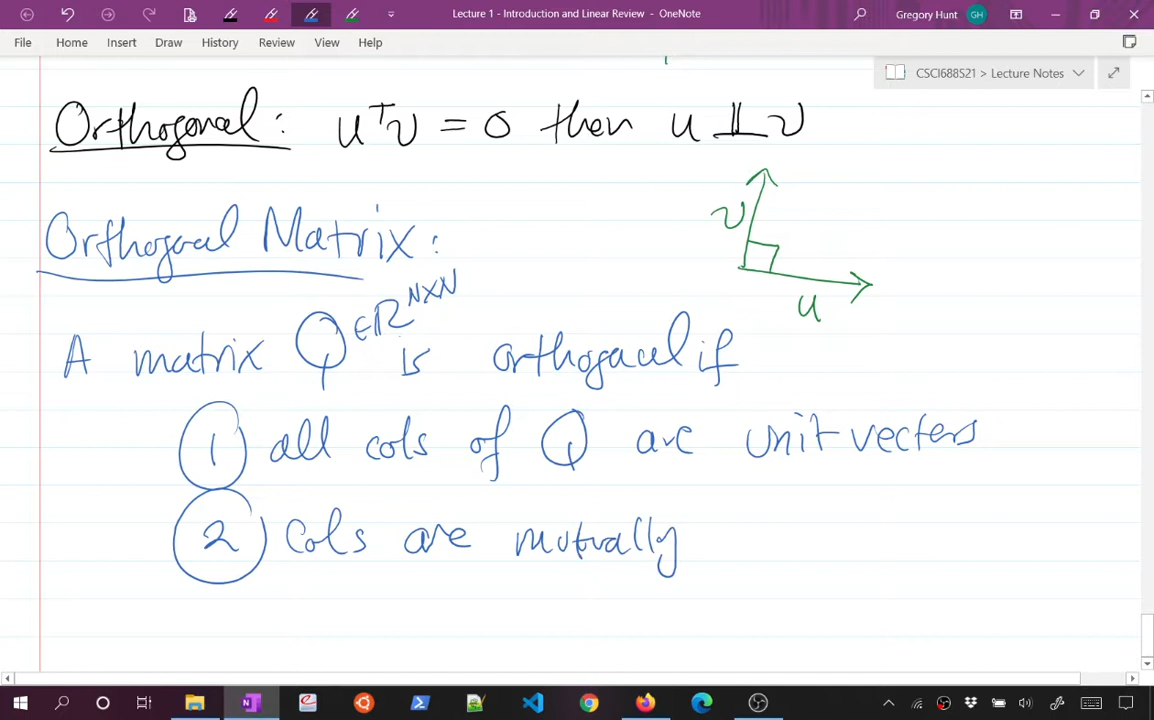 Lecture 1 - Introduction and Linear Review - OneNote
Gregory Hunt GH
File Home Insert Draw History Review View Help
CSCI688S21 > Lecture Notes
Orthogonal: uᵀv = 0 then u ⊥ v
v
u
Orthogonal Matrix:
A matrix Q ∈ ℝᴺˣᴺ is orthogonal if
1 all cols of Q are unit vectors
2 cols are mutually